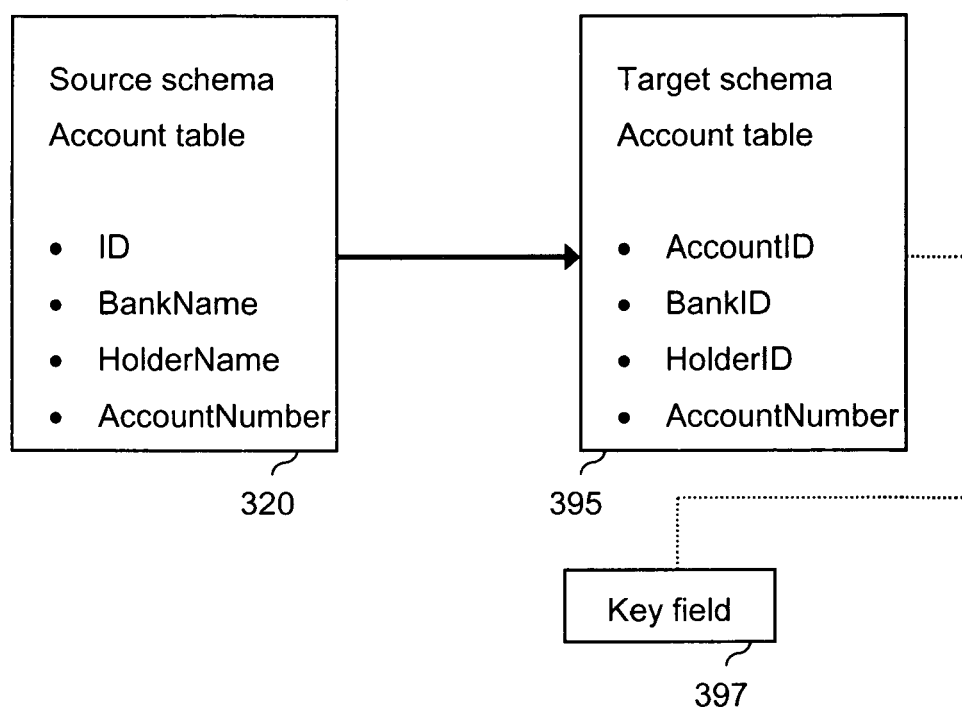 Source schema
Account table
• ID
• BankName
• HolderName
• AccountNumber
320
Target schema
Account table
• AccountID
• BankID
• HolderID
• AccountNumber
395
Key field
397